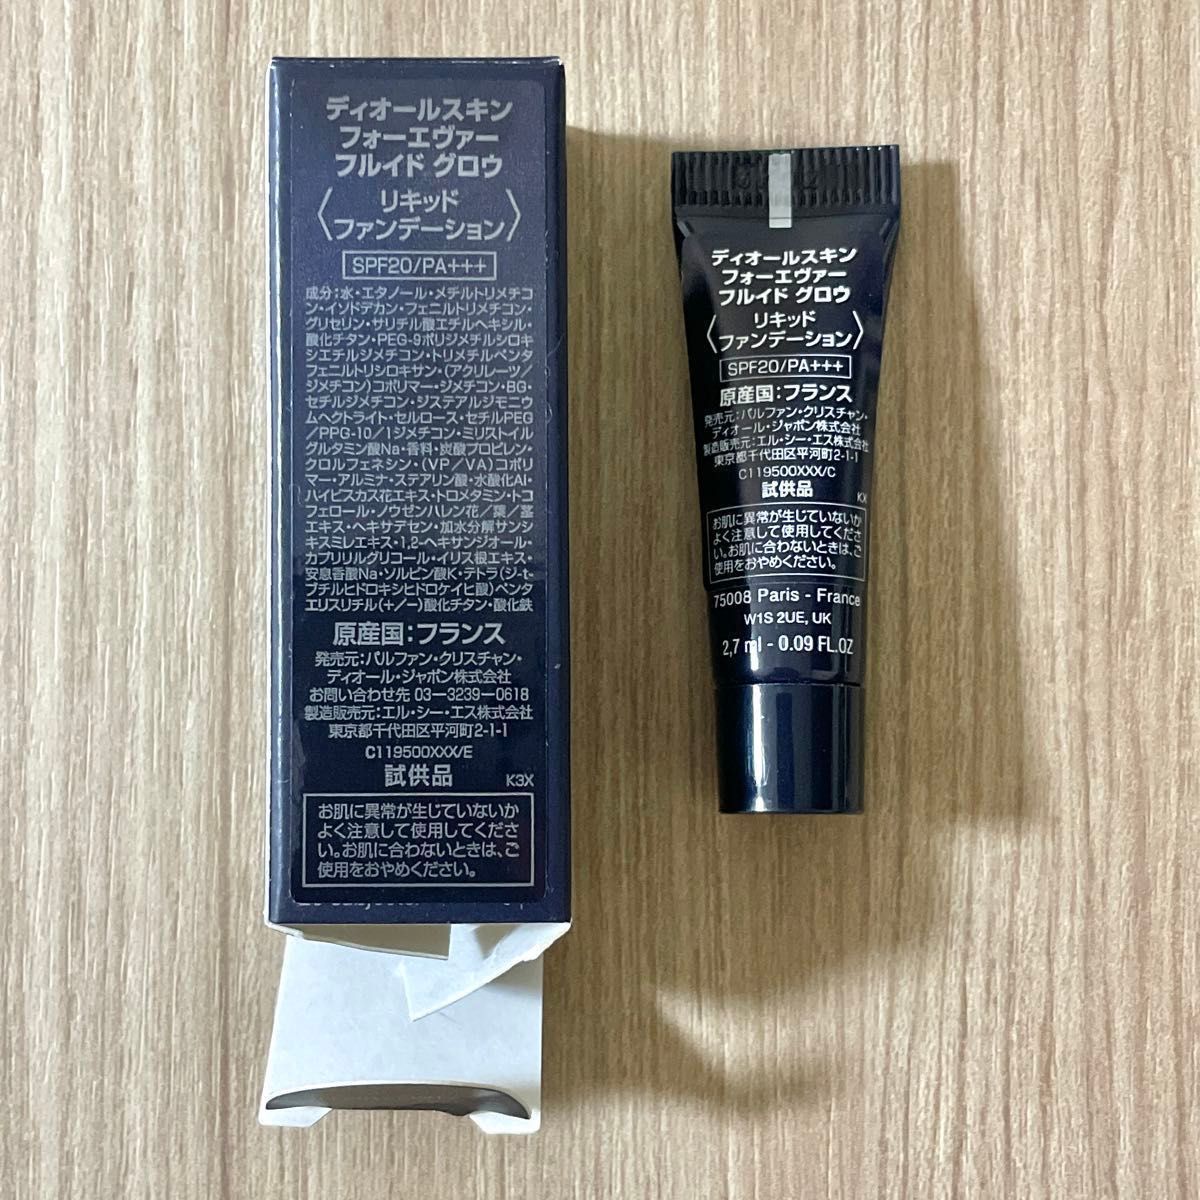 ディオールスキン
フォーエヴァー
フルイド グロウ
〈リキッド
ファンデーション〉
SPF20/PA+++
成分:水・エタノール・メチルトリメチコ
ン・イソドデカン・フェニルトリメチコン・
グリセリン・サリチル酸エチルヘキシル・
酸化チタン・PEG-9ポリジメチルシロキ
シエチルジメチコン・トリメチルペンタ
フェニルトリシロキサン・(アクリレーツ/
ジメチコン)コポリマー・ジメチコン・BG・
セチルジメチコン・ジステアルジモニウ
ムヘクトライト・セルロース・セチルPEG
/PPG-10/1ジメチコン・ミリストイル
グルタミン酸Na・香料・炭酸プロピレン・
クロルフェネシン・(VP/VA)コポリ
マー・アルミナ・ステアリン酸・水酸化Al・
ハイビスカス花エキス・トロメタミン・トコ
フェロール・ノウゼンハレン花/葉/茎
エキス・ヘキサデセン・加水分解サンシ
キスミレエキス・1,2-ヘキサンジオール・
カプリリルグリコール・イリス根エキス・
安息香酸Na・ソルビン酸K・テトラ(ジ-t-
ブチルヒドロキシヒドロケイヒ酸)ペンタ
エリスリチル(+/-)酸化チタン・酸化鉄
原産国:フランス
発売元:パルファン・クリスチャン・
ディオール・ジャポン株式会社
お問い合わせ先 03-3239-0618
製造販売元:エル・シー・エス株式会社
東京都千代田区平河町2-1-1
C119500XXX/E
試供品
K3X
お肌に異常が生じていないか
よく注意して使用してくださ
い。お肌に合わないときは、ご
使用をおやめください。
ディオールスキン
フォーエヴァー
フルイド グロウ
〈リキッド
ファンデーション〉
SPF20/PA+++
原産国:フランス
発売元:パルファン・クリスチャン・
ディオール・ジャポン株式会社
製造販売元:エル・シー・エス株式会社
東京都千代田区平河町2-1-1
C119500XXX/C
試供品
KX
お肌に異常が生じていないか
よく注意して使用してくださ
い。お肌に合わないときは、ご
使用をおやめください。
75008 Paris - France
W1S 2UE, UK
2,7 ml - 0.09 FL.OZ